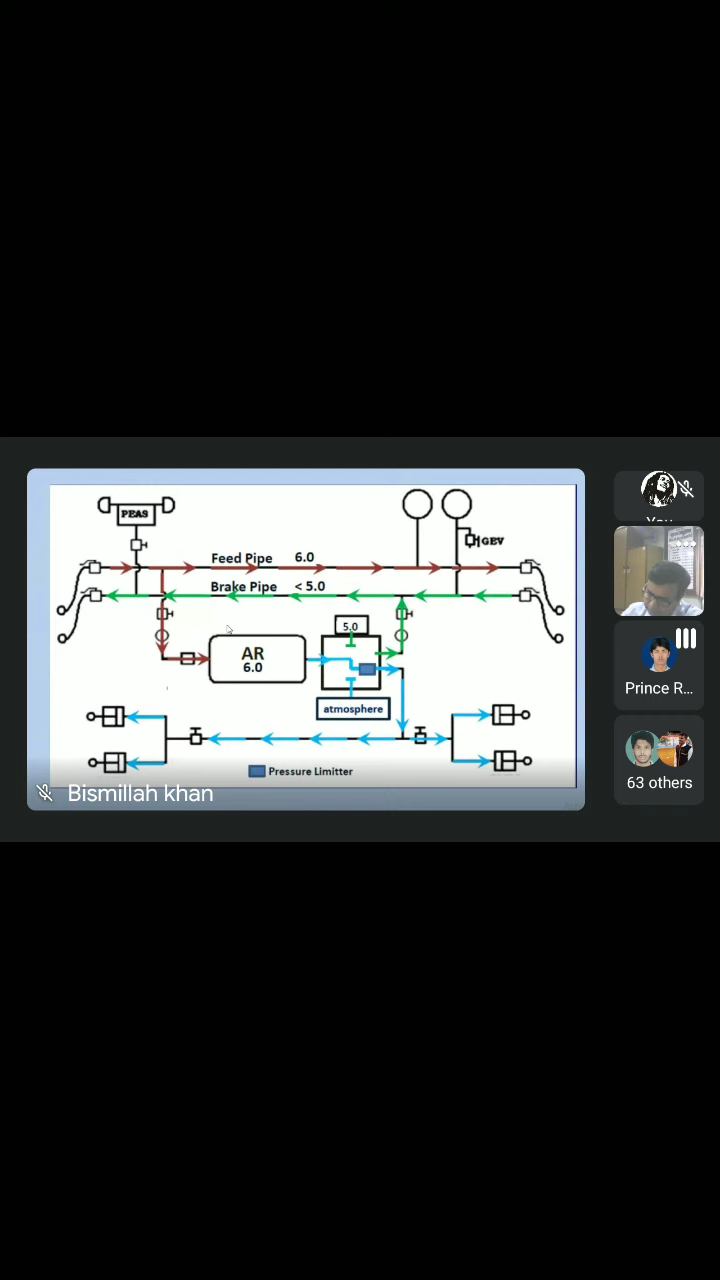 PEAS
GEV
Feed Pipe 6.0
Brake Pipe < 5.0
5.0
AR
6.0
atmosphere
Pressure Limitter
Bismillah khan
Prince R...
63 others